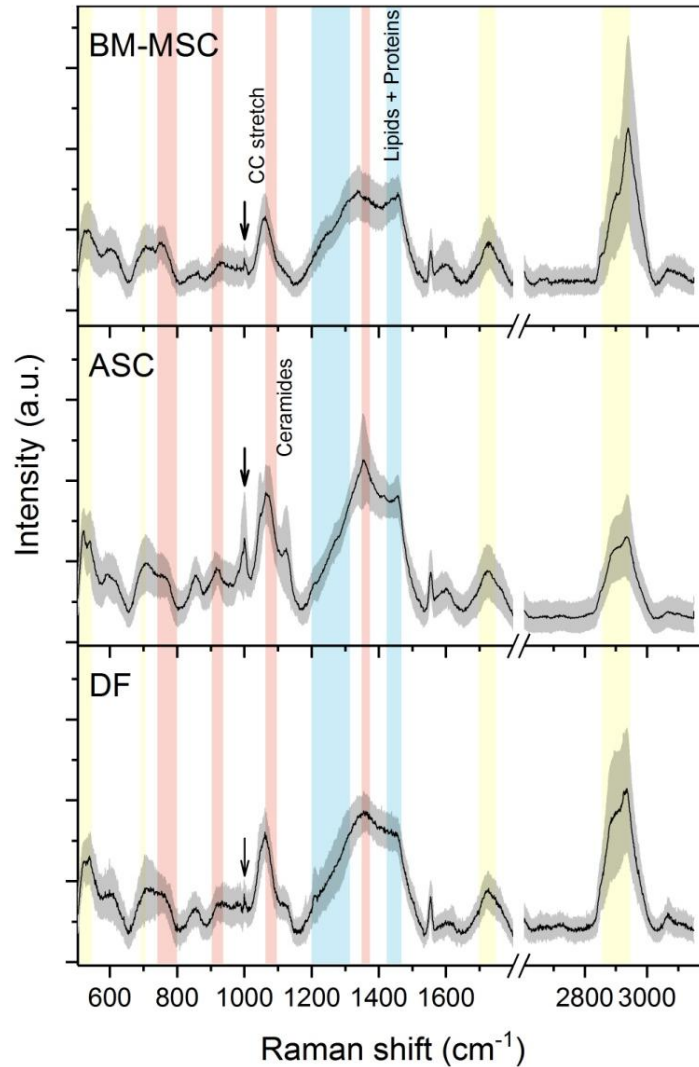 BM-MSC
CC stretch
Lipids + Proteins
ASC
Ceramides
DF
Intensity (a.u.)
600 800 1000 1200 1400 1600 2800 3000
Raman shift (cm⁻¹)